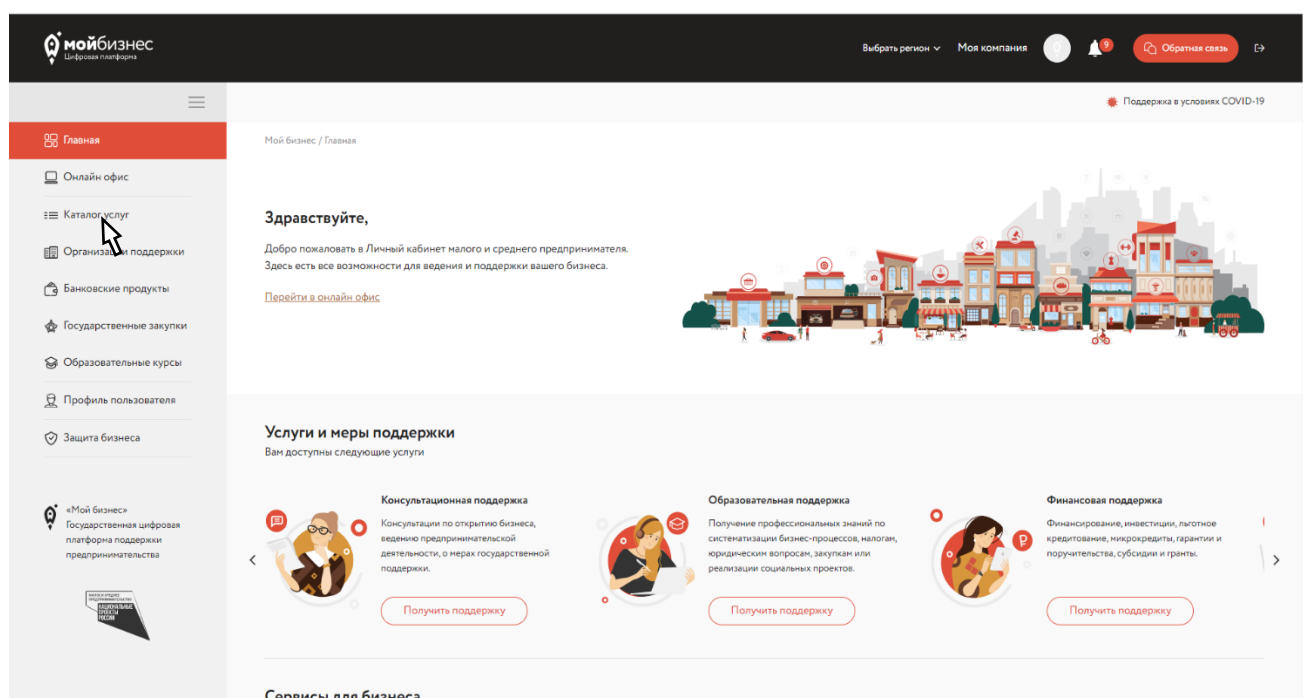 мойбизнес
Цифровая платформа
Выбрать регион
Моя компания
9
Обратная связь
Поддержка в условиях COVID-19
Главная
Онлайн офис
Каталог услуг
Организации поддержки
Банковские продукты
Государственные закупки
Образовательные курсы
Профиль пользователя
Защита бизнеса
«Мой бизнес»
Государственная цифровая
платформа поддержки
предпринимательства
НАЦИОНАЛЬНЫЕ
ПРОЕКТЫ
РОССИИ
Мой бизнес / Главная
Здравствуйте,
Добро пожаловать в Личный кабинет малого и среднего предпринимателя.
Здесь есть все возможности для ведения и поддержки вашего бизнеса.
Перейти в онлайн офис
Услуги и меры поддержки
Вам доступны следующие услуги
Консультационная поддержка
Консультации по открытию бизнеса,
ведению предпринимательской
деятельности, о мерах государственной
поддержки.
Получить поддержку
Образовательная поддержка
Получение профессиональных знаний по
систематизации бизнес-процессов, налогам,
юридическим вопросам, закупкам или
реализации социальных проектов.
Получить поддержку
Финансовая поддержка
Финансирование, инвестиции, льготное
кредитование, микрокредиты, гарантии и
поручительства, субсидии и гранты.
Получить поддержку
Сервисы для бизнеса